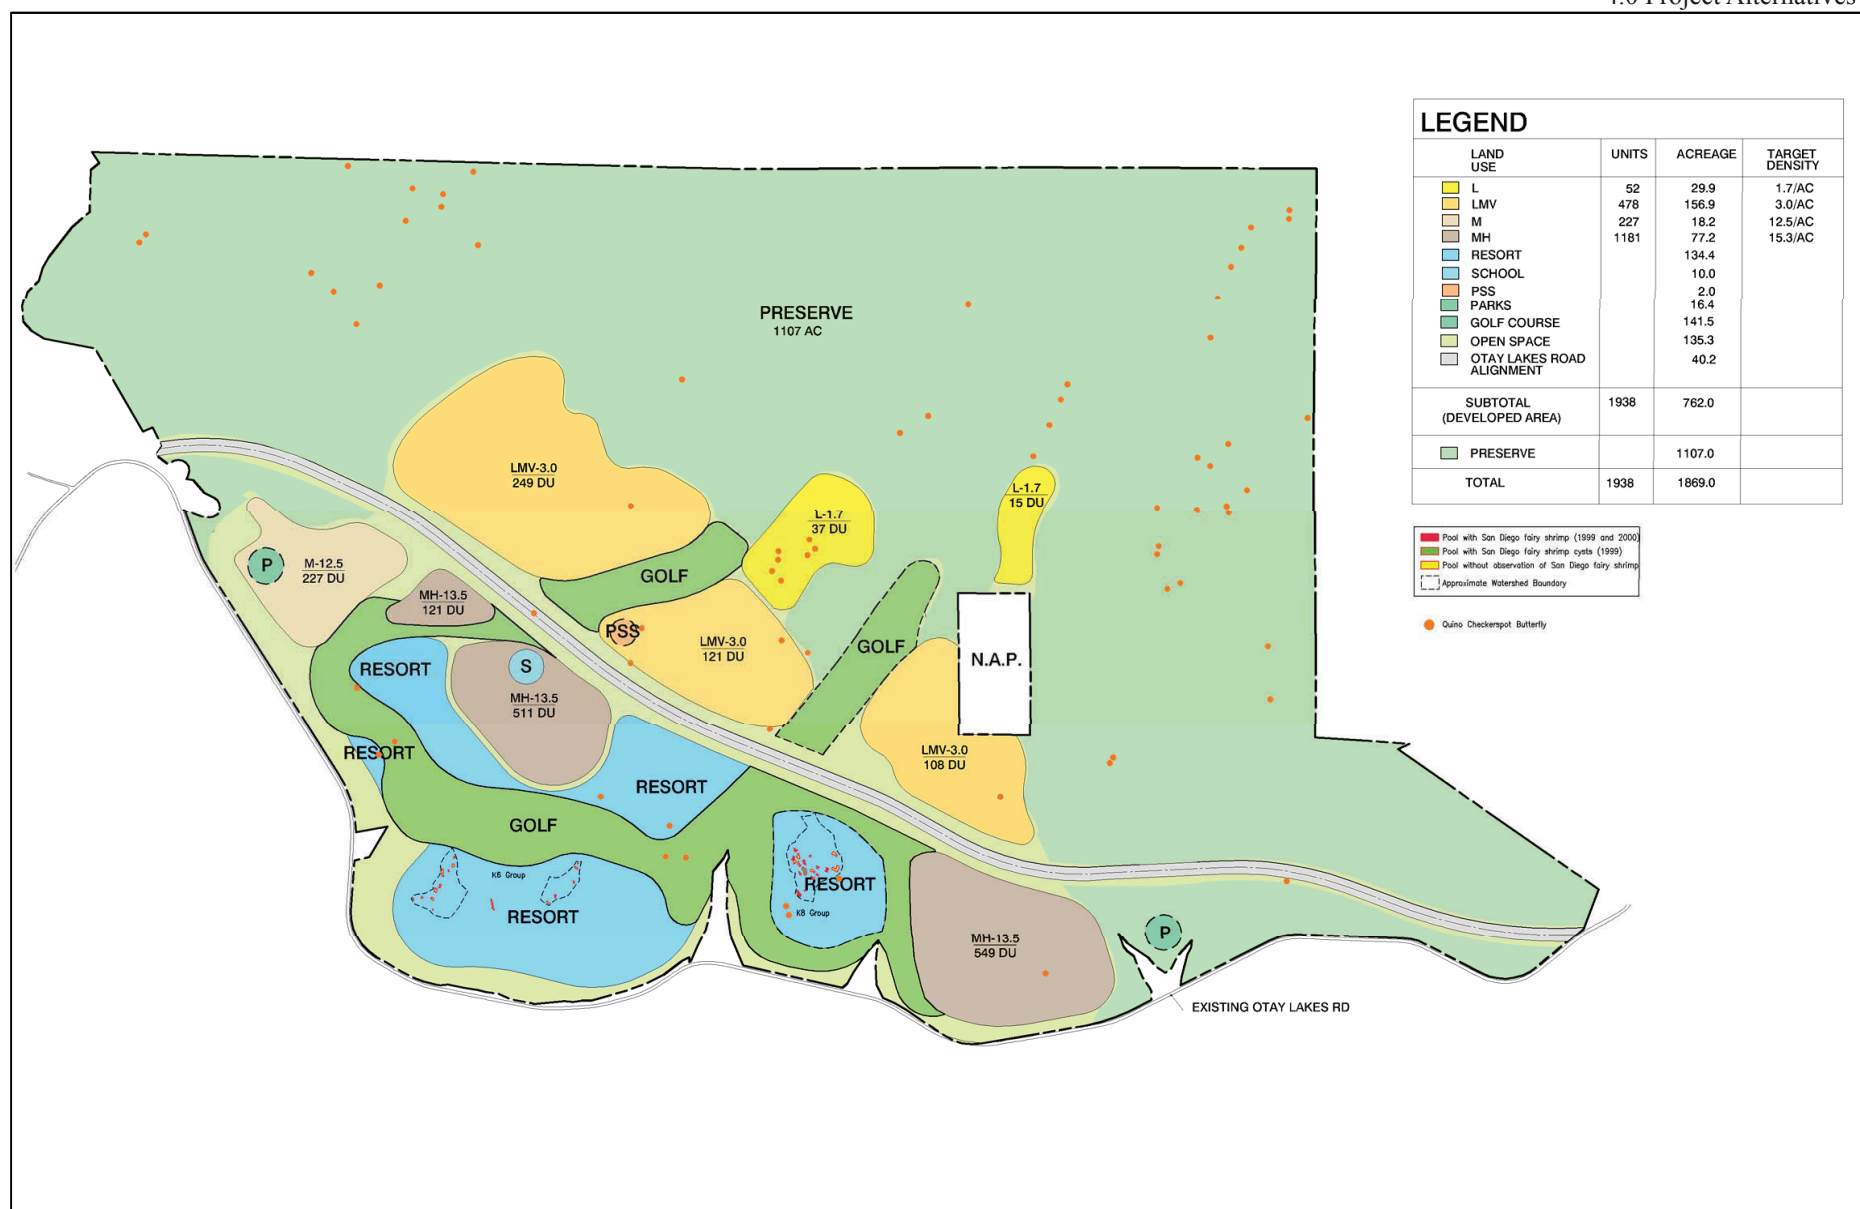 4.0 Project Alternatives
LEGEND
LAND USE UNITS ACREAGE TARGET DENSITY
L 52 29.9 1.7/AC
LMV 478 156.9 3.0/AC
M 227 18.2 12.5/AC
MH 1181 77.2 15.3/AC
RESORT 134.4
SCHOOL 10.0
PSS 2.0
PARKS 16.4
GOLF COURSE 141.5
OPEN SPACE 135.3
OTAY LAKES ROAD 40.2
ALIGNMENT
SUBTOTAL 1938 762.0
(DEVELOPED AREA)
PRESERVE 1107.0
TOTAL 1938 1869.0
Pool with San Diego fairy shrimp (1999 and 2000)
Pool with San Diego fairy shrimp cysts (1999)
Pool without observation of San Diego fairy shrimp
Approximate Watershed Boundary
Quino Checkerspot Butterfly
PRESERVE
1107 AC
LMV-3.0
249 DU
L-1.7
37 DU
L-1.7
15 DU
P
M-12.5
227 DU
GOLF
MH-13.5
121 DU
PSS
LMV-3.0
121 DU
GOLF
N.A.P.
RESORT
S
MH-13.5
511 DU
RESORT
LMV-3.0
108 DU
RESORT
GOLF
K6 Group
RESORT
RESORT
K8 Group
P
MH-13.5
549 DU
EXISTING OTAY LAKES RD